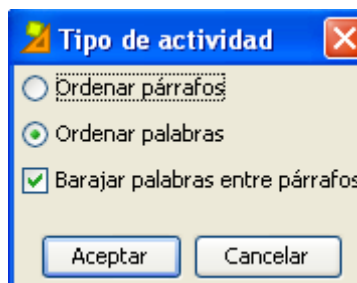 Tipo de actividad
Ordenar párrafos
Ordenar palabras
Barajar palabras entre párrafos
Aceptar Cancelar